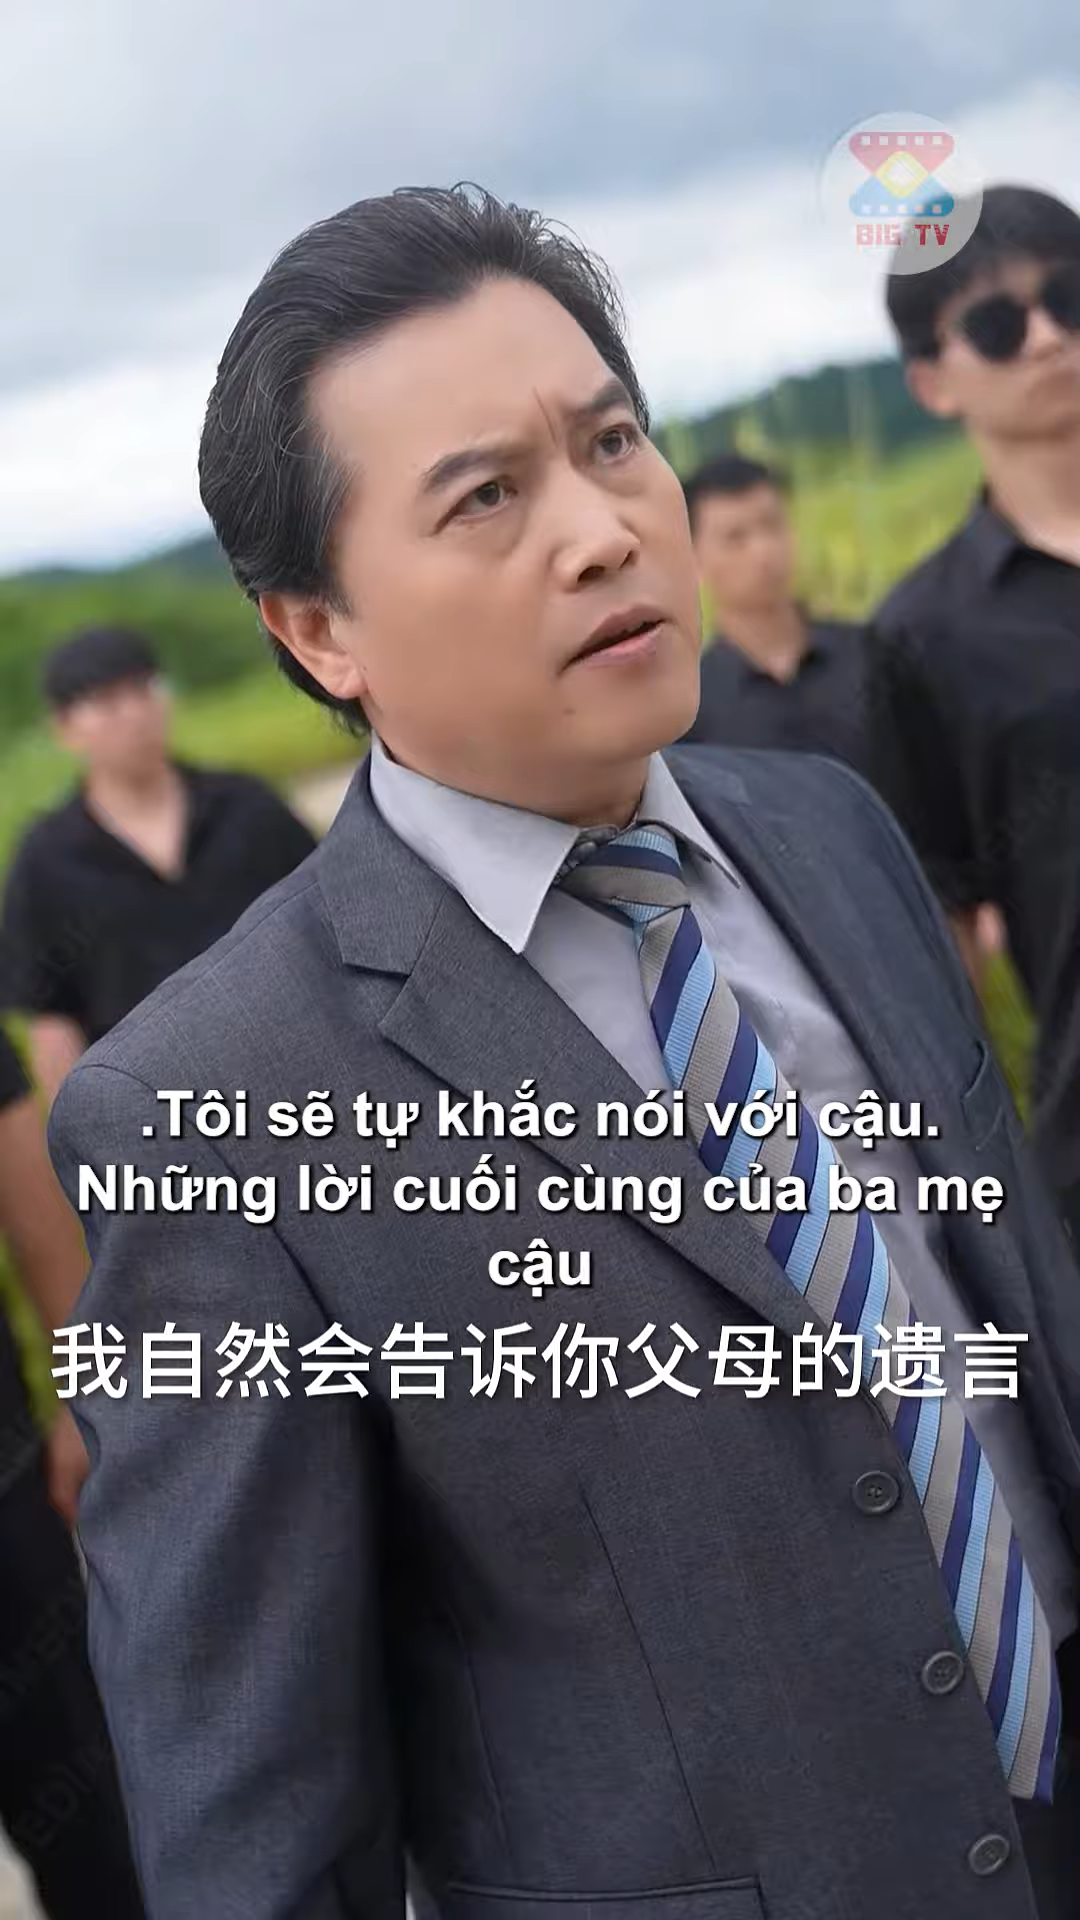 BIG TV
.Tôi sẽ tự khắc nói với cậu.
Những lời cuối cùng của ba mẹ
cậu
我自然会告诉你父母的遗言